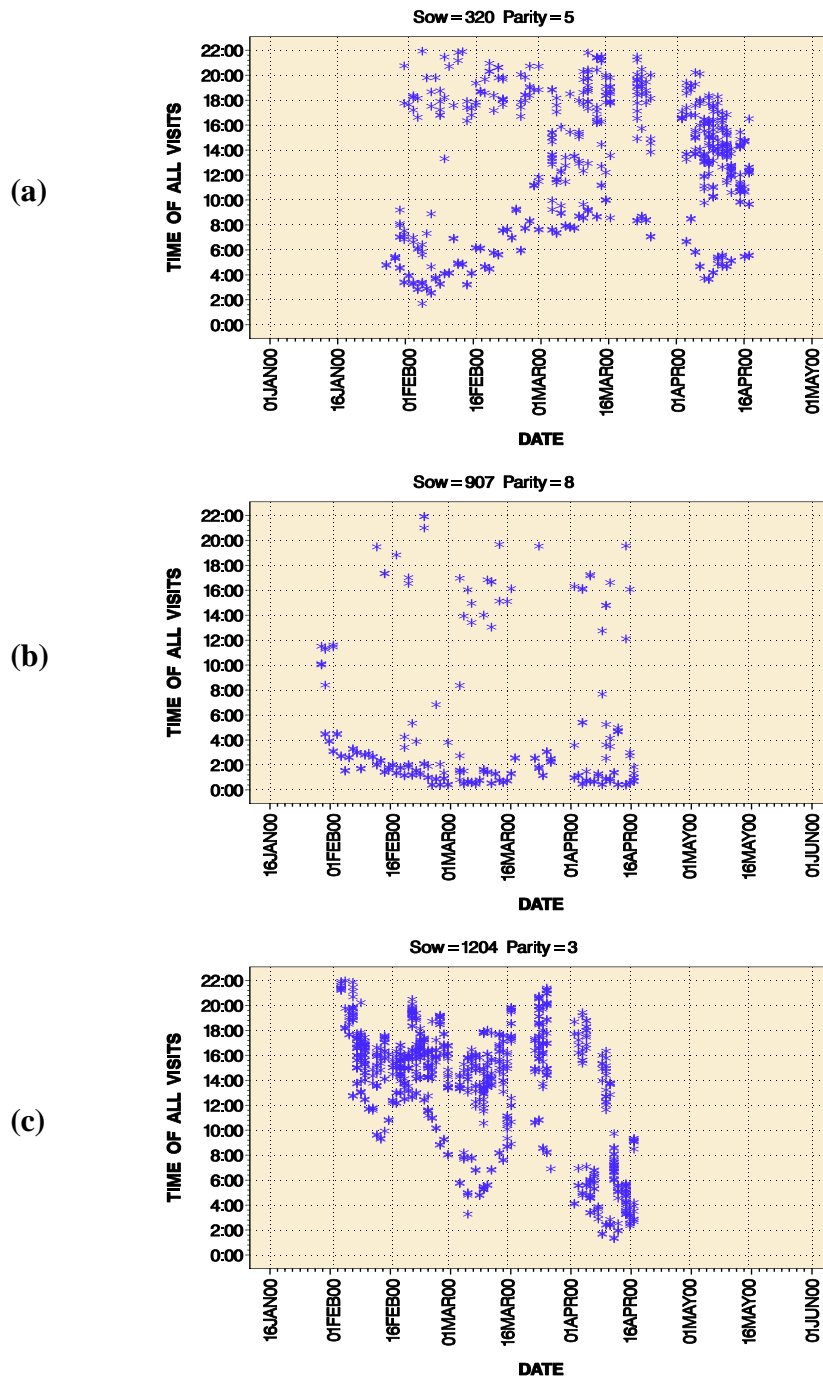 Sow=320 Parity=5
(a)
TIME OF ALL VISITS
22:00
20:00
18:00
16:00
14:00
12:00
10:00
8:00
6:00
4:00
2:00
0:00
01JAN00
16JAN00
01FEB00
16FEB00
01MAR00
16MAR00
01APR00
16APR00
01MAY00
DATE
Sow=907 Parity=8
(b)
TIME OF ALL VISITS
22:00
20:00
18:00
16:00
14:00
12:00
10:00
8:00
6:00
4:00
2:00
0:00
16JAN00
01FEB00
16FEB00
01MAR00
16MAR00
01APR00
16APR00
01MAY00
16MAY00
01JUN00
DATE
Sow=1204 Parity=3
(c)
TIME OF ALL VISITS
22:00
20:00
18:00
16:00
14:00
12:00
10:00
8:00
6:00
4:00
2:00
0:00
16JAN00
01FEB00
16FEB00
01MAR00
16MAR00
01APR00
16APR00
01MAY00
16MAY00
01JUN00
DATE